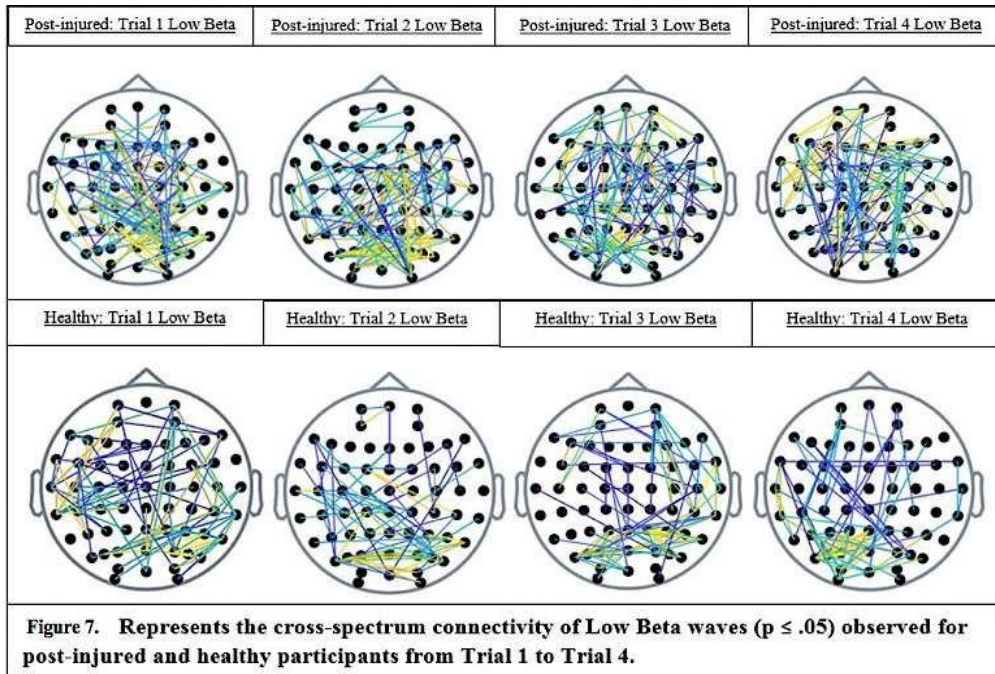 Post-injured: Trial 1 Low Beta
Post-injured: Trial 2 Low Beta
Post-injured: Trial 3 Low Beta
Post-injured: Trial 4 Low Beta
Healthy: Trial 1 Low Beta
Healthy: Trial 2 Low Beta
Healthy: Trial 3 Low Beta
Healthy: Trial 4 Low Beta
Figure 7. Represents the cross-spectrum connectivity of Low Beta waves (p ≤ .05) observed for
post-injured and healthy participants from Trial 1 to Trial 4.